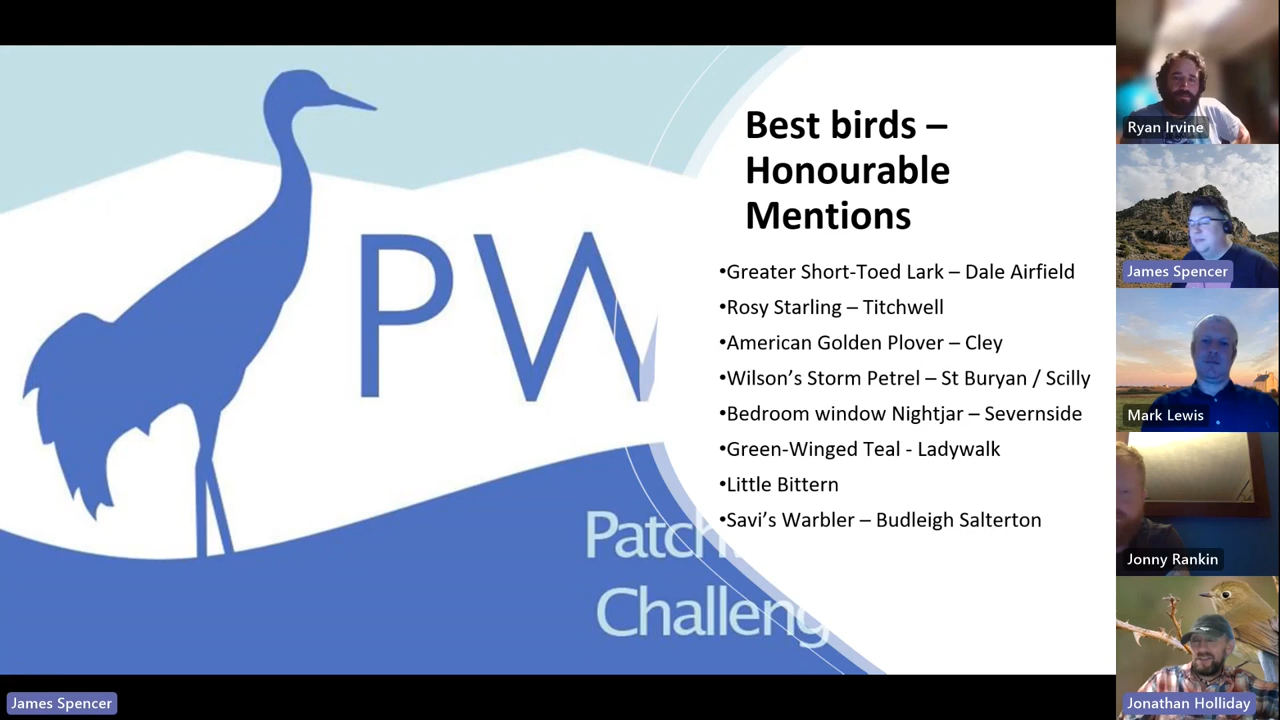 PW
Patch
Challeng
Best birds –
Honourable
Mentions
•Greater Short-Toed Lark – Dale Airfield
•Rosy Starling – Titchwell
•American Golden Plover – Cley
•Wilson’s Storm Petrel – St Buryan / Scilly
•Bedroom window Nightjar – Severnside
•Green-Winged Teal - Ladywalk
•Little Bittern
•Savi’s Warbler – Budleigh Salterton
Ryan Irvine
James Spencer
Mark Lewis
Jonny Rankin
Jonathan Holliday
James Spencer